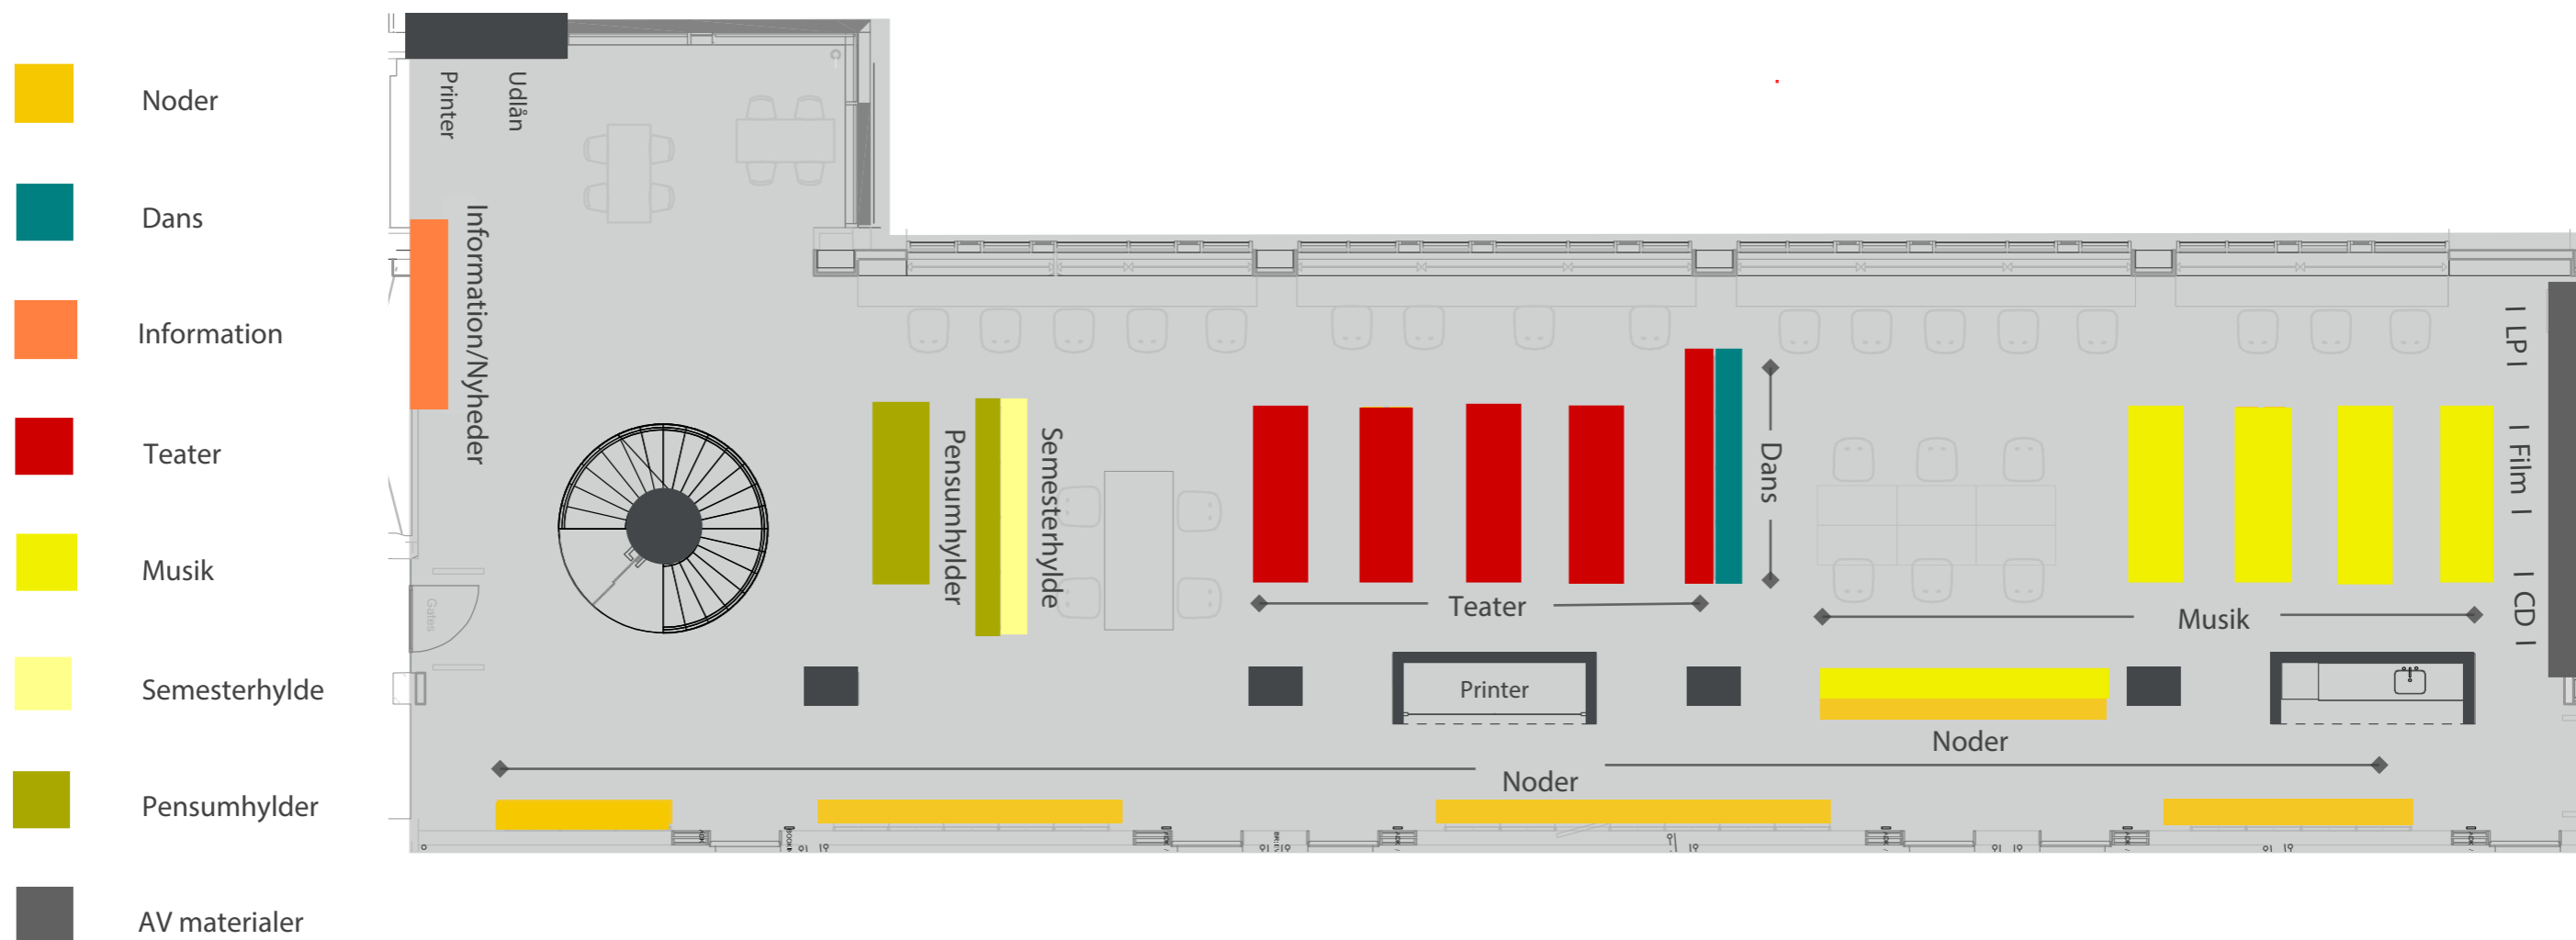 Noder
Dans
Information
Teater
Musik
Semesterhylde
Pensumhylder
AV materialer
Printer
Udlån
Information/Nyheder
Gates
Pensumhylder
Semesterhylde
Teater
Dans
Musik
I LP I
I Film I
I CD I
Printer
Noder
Noder